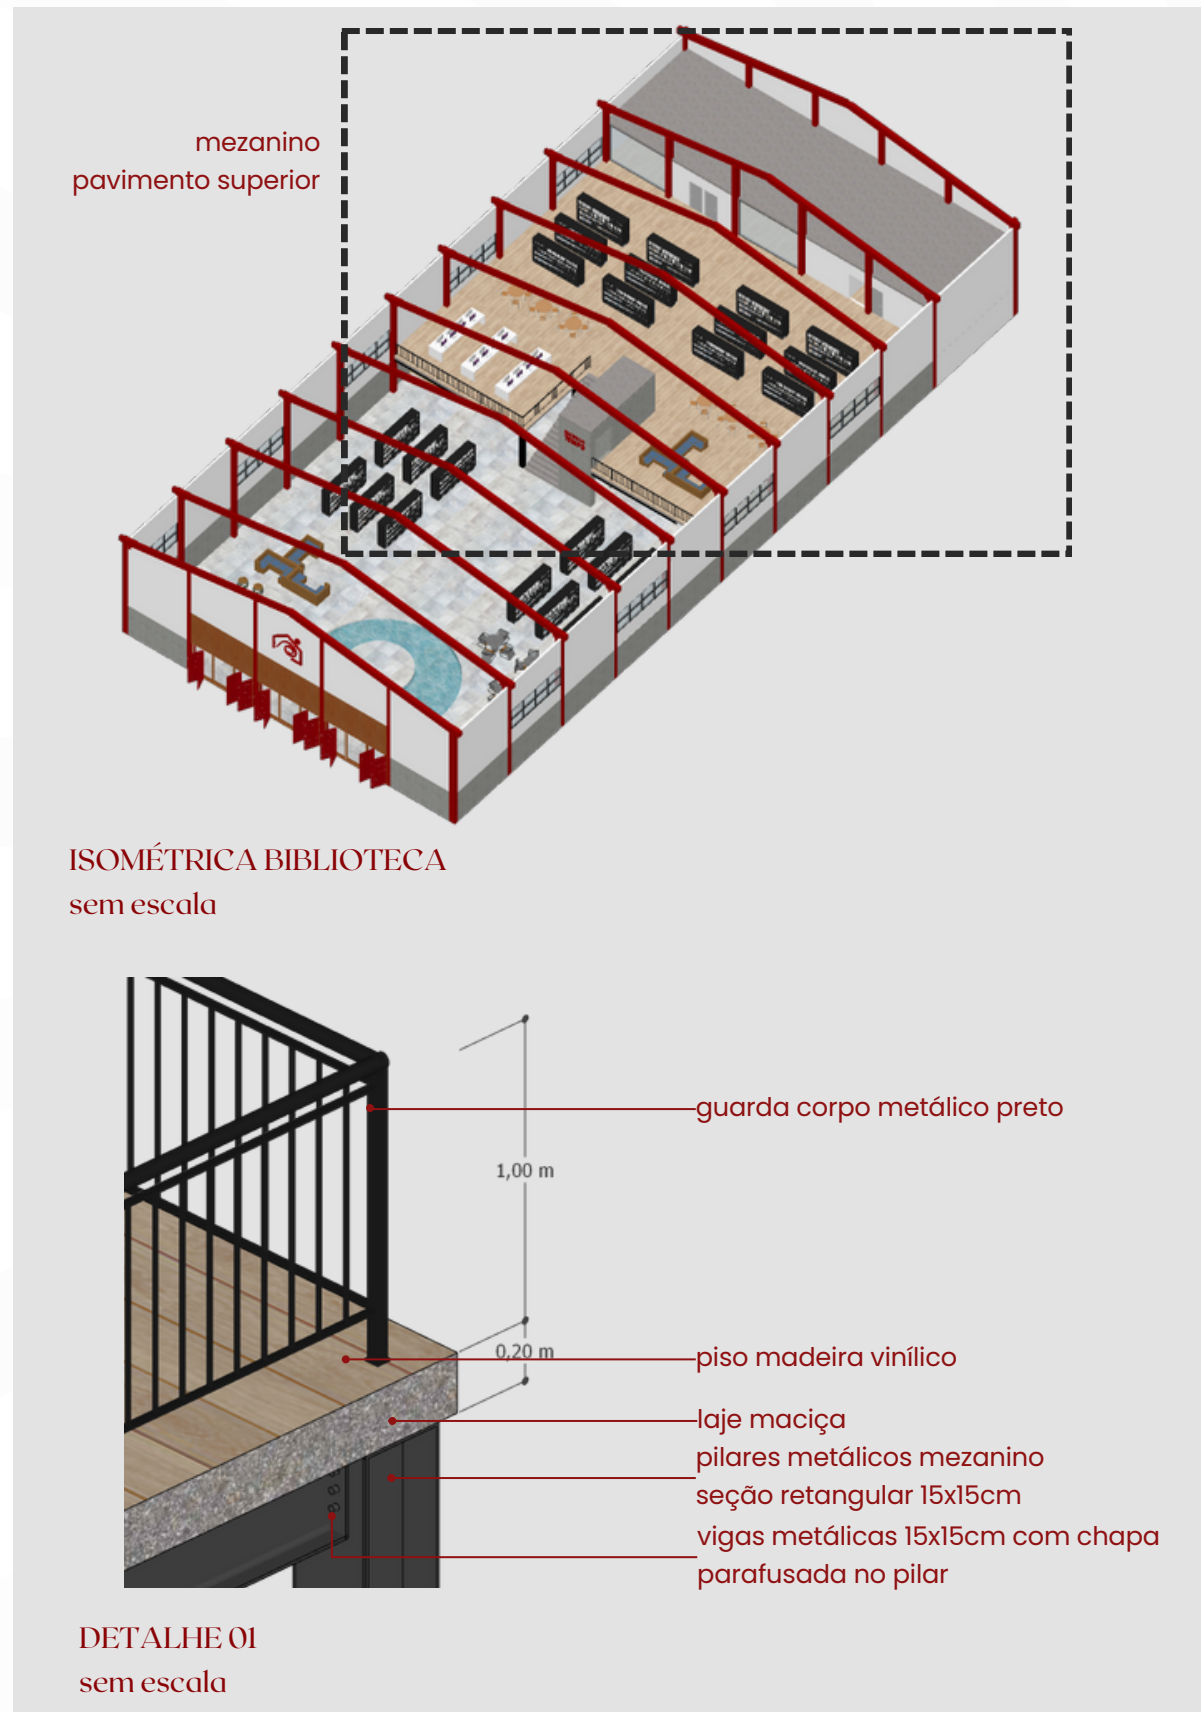 mezanino
pavimento superior
ISOMÉTRICA BIBLIOTECA
sem escala
guarda corpo metálico preto
1,00 m
0,20 m
piso madeira vinílico
laje maciça
pilares metálicos mezanino
seção retangular 15x15cm
vigas metálicas 15x15cm com chapa
parafusada no pilar
DETALHE 01
sem escala